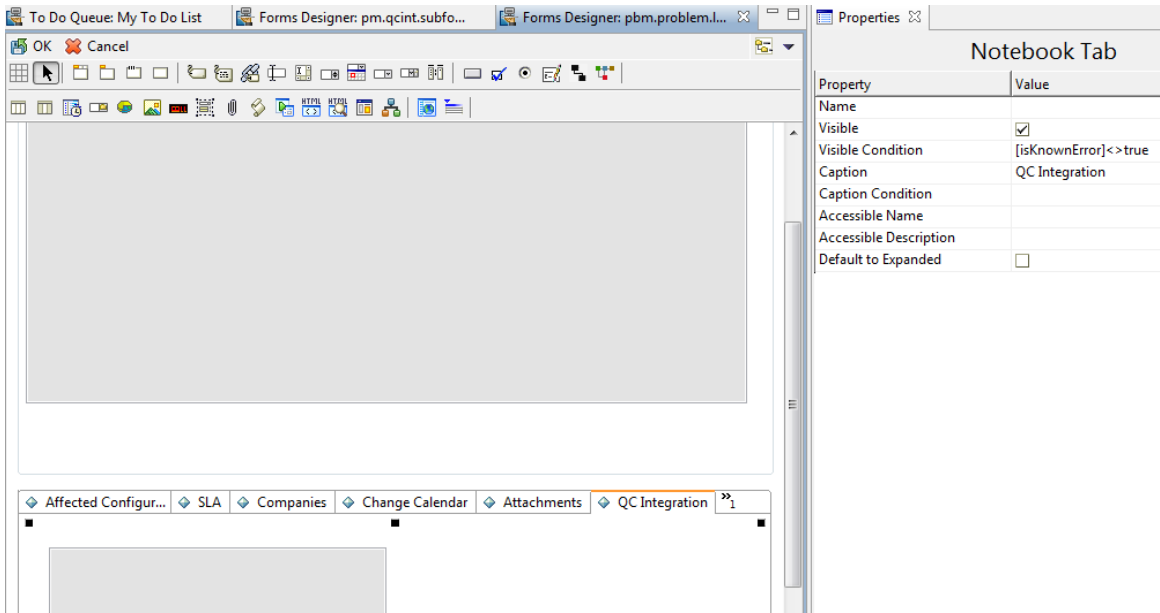 To Do Queue: My To Do List
Forms Designer: pm.qcint.subfo...
Forms Designer: pbm.problem.l...
Properties
OK Cancel
Notebook Tab
Property Value
Name
Visible
Visible Condition [isKnownError]<>true
Caption QC Integration
Caption Condition
Accessible Name
Accessible Description
Default to Expanded
HTML HTML
Affected Configur... SLA Companies Change Calendar Attachments QC Integration »1